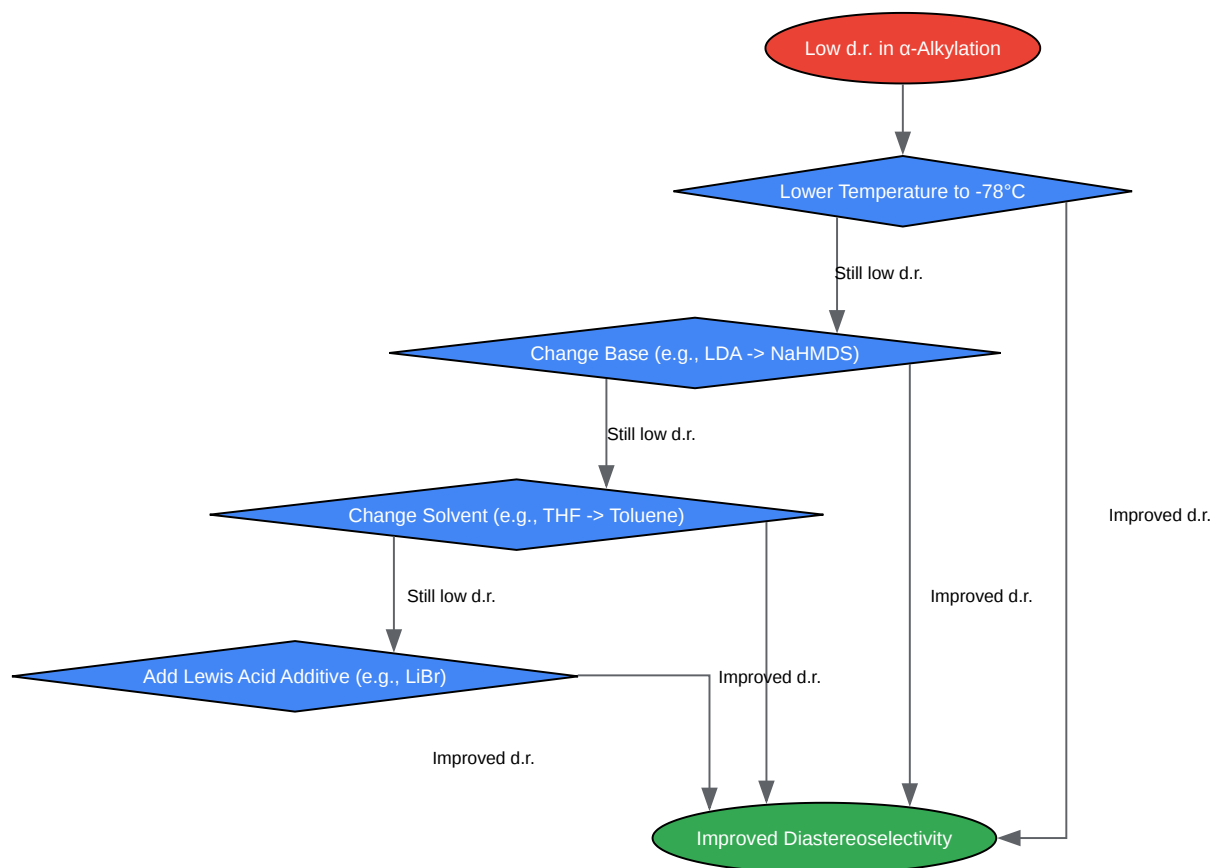 Low d.r. in α-Alkylation
Lower Temperature to -78°C
Still low d.r.
Change Base (e.g., LDA -> NaHMDS)
Still low d.r.
Change Solvent (e.g., THF -> Toluene)
Improved d.r.
Still low d.r.
Improved d.r.
Add Lewis Acid Additive (e.g., LiBr)
Improved d.r.
Improved d.r.
Improved Diastereoselectivity